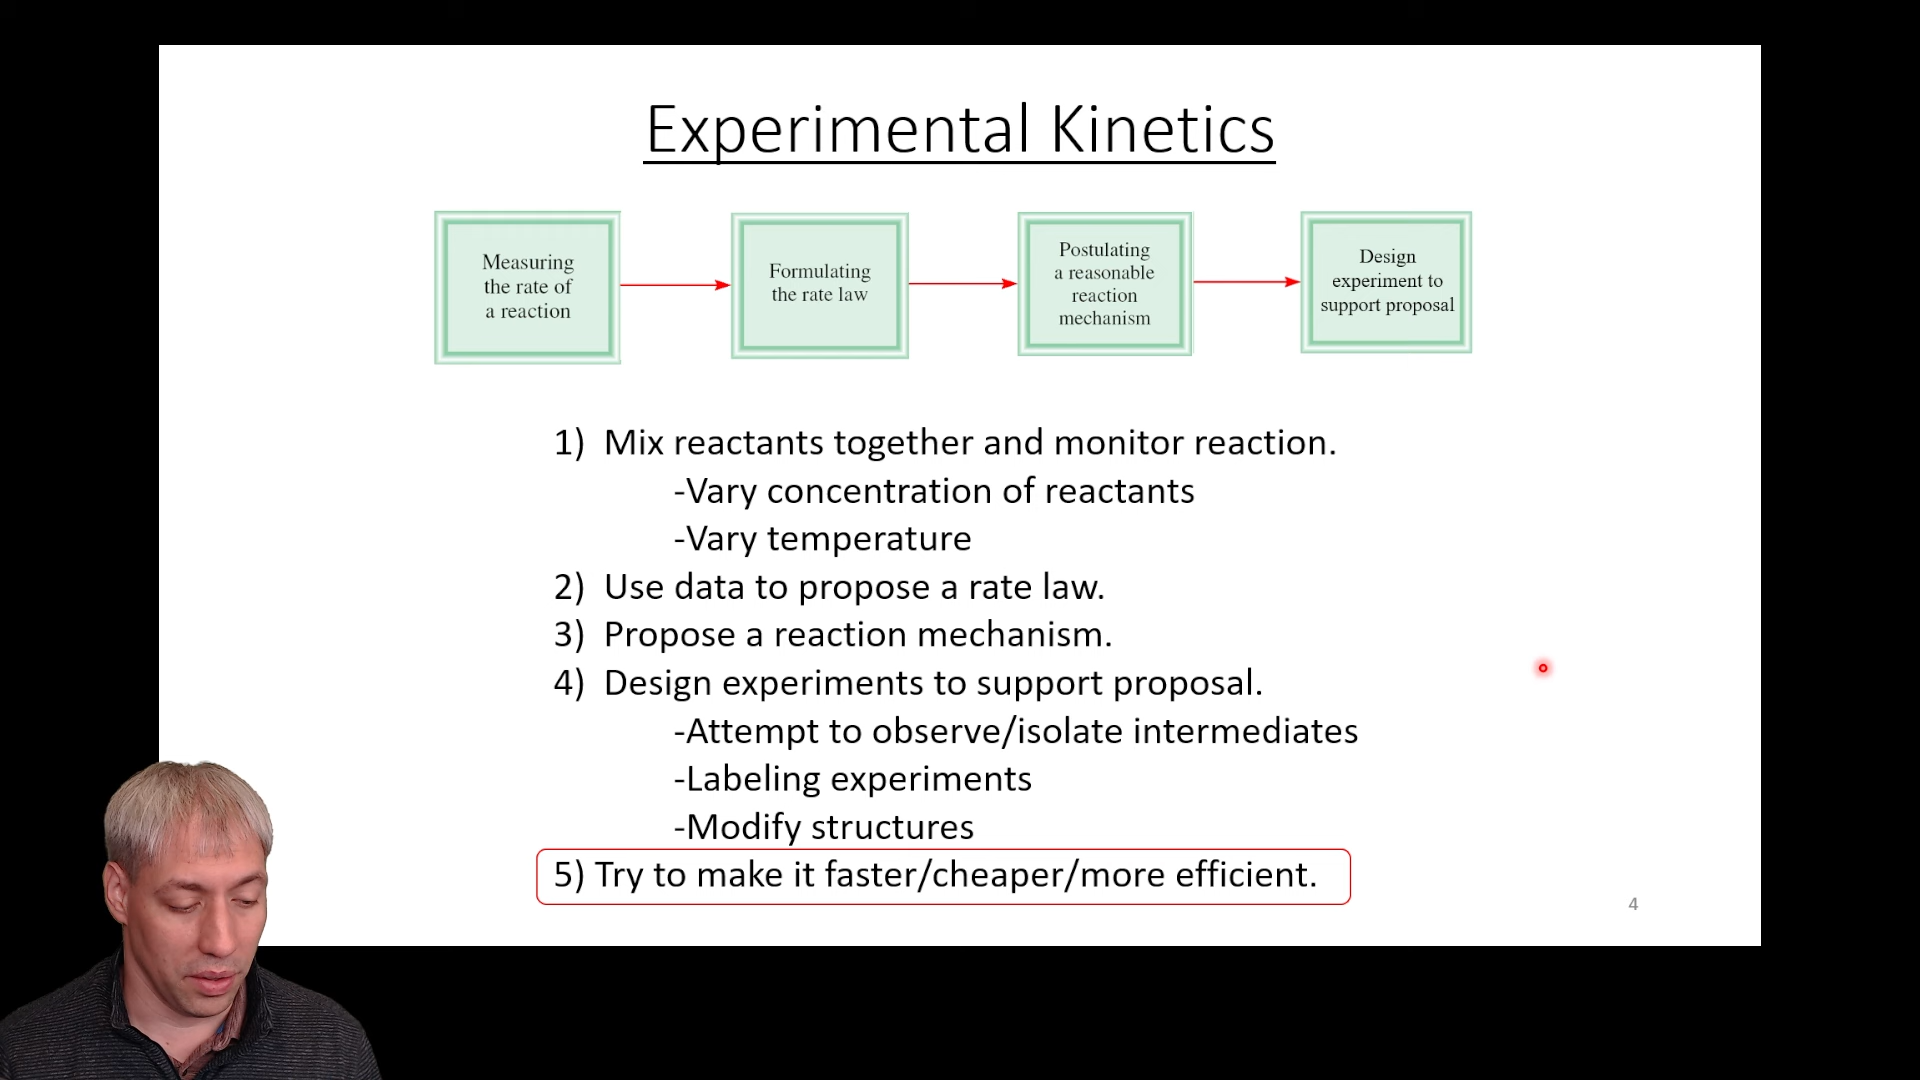 Experimental Kinetics
Measuring
the rate of
a reaction
Formulating
the rate law
Postulating
a reasonable
reaction
mechanism
Design
experiment to
support proposal
1) Mix reactants together and monitor reaction.
-Vary concentration of reactants
-Vary temperature
2) Use data to propose a rate law.
3) Propose a reaction mechanism.
4) Design experiments to support proposal.
-Attempt to observe/isolate intermediates
-Labeling experiments
-Modify structures
5) Try to make it faster/cheaper/more efficient.
4